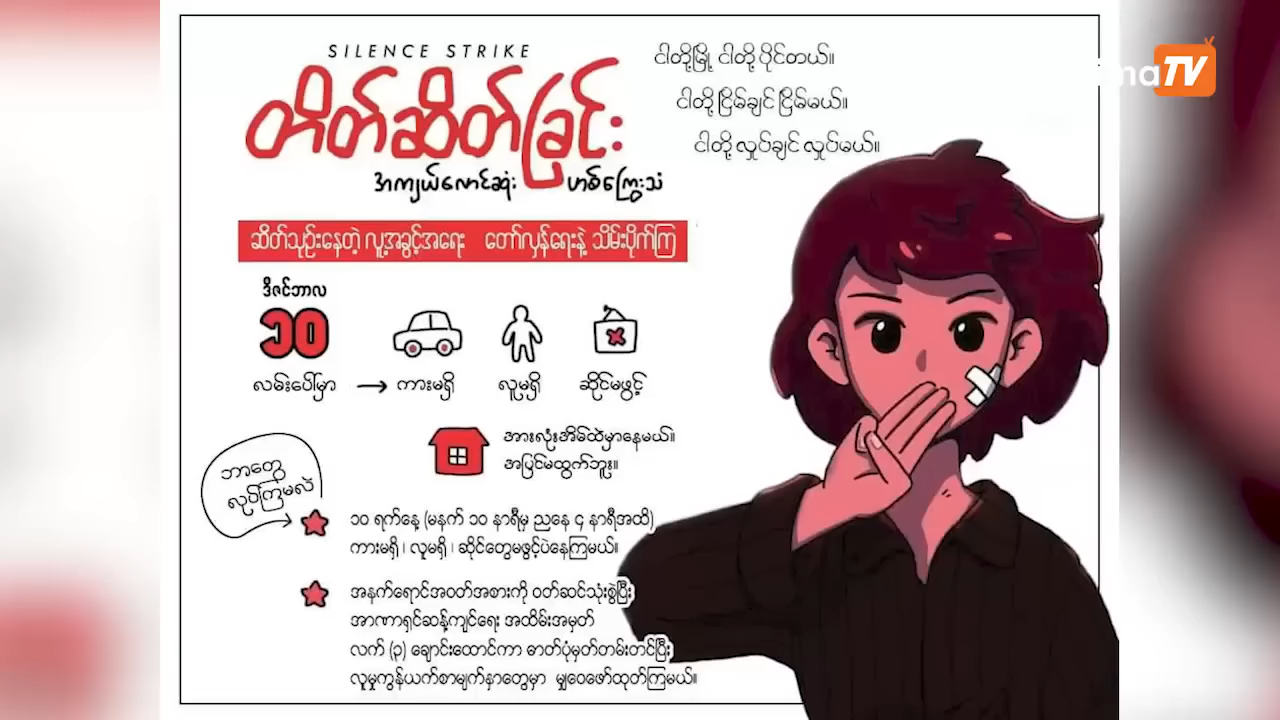 SILENCE STRIKE
တိတ်ဆိတ်ခြင်း
အကျယ်လောင်ဆုံး ဟစ်ကြွေးသံ
ငါတို့မြို့ ငါတို့ပိုင်တယ်။
ငါတို့ ငြိမ်ချင် ငြိမ်မယ်။
ငါတို့ လှုပ်ချင် လှုပ်မယ်။
ဆိတ်သုဉ်းနေတဲ့ လူ့အခွင့်အရေး တော်လှန်ရေးနဲ့ သိမ်းပိုက်ကြ
ဒီဇင်ဘာလ
၁၀
လမ်းပေါ်မှာ → ကားမရှိ လူမရှိ ဆိုင်မဖွင့်
အားလုံးအိမ်ထဲမှာနေမယ်။
အပြင်မထွက်ဘူး။
ဘာတွေ
လုပ်ကြမလဲ
၁၀ ရက်နေ့ (မနက် ၁၀ နာရီမှ ညနေ ၄ နာရီအထိ)
ကားမရှိ ၊ လူမရှိ ၊ ဆိုင်တွေမဖွင့်ပဲနေကြမယ်။
အနက်ရောင်အဝတ်အစားကို ဝတ်ဆင်သုံးစွဲပြီး
အာဏာရှင်ဆန့်ကျင်ရေး အထိမ်းအမှတ်
လက် (၃) ချောင်းထောင်ကာ ဓာတ်ပုံမှတ်တမ်းတင်ပြီး
လူမှုကွန်ယက်စာမျက်နှာတွေမှာ မျှဝေဖော်ထုတ်ကြမယ်။
maTV